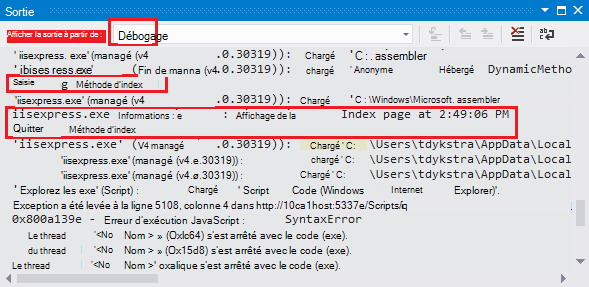 Sortie
Afficher la sortie à partir de : Débogage
'iisexpress. exe' (managé (v4 .0.30319)): Chargé 'C : . assembler
'ibises ress.exe' (Fin de manna (v4 .0.30319)): chargé 'Anonyme Hébergé DynamicMetho
Saisie g Méthode d'index
'iisexpress.exe' (managé (v4 .0.30319)): 'C :\Windows\Microsoft. assembler
iisexpress.exe Informations : e : Affichage de la Index page at 2:49:06 PM
Quitter Méthode d'index
'iisexpress.exe' (V4 managé .0.30319)): Chargé ' C: \Users\tdykstra\AppData\Local
'iisexpress.exe' (managé (v4.e.30319)): chargé ' C: \Users\tdykstra\AppData\Local
'iisexpress.exe' (managé (v4.0.30319)): Chargé ' C: \Users\tdykstra\AppData\Local
' Explorez les exe' (Script) : Chargé ' Script Code (Windows Internet Explorer)'.
Exception a été levée à la ligne 5108, colonne 4 dans http://10ca1host:5337e/Scripts/q
0x800a139e - Erreur d'exécution JavaScript : SyntaxError
Le thread '<No Nom > » (Oxlc64) s'est arrêté avec le code (exe).
du thread '<No Nom > » (Ox15d8) s'est arrêté avec le code (exe).
Le thread '<No Nom >' oxalique s'est arrêté avec le code (exe).